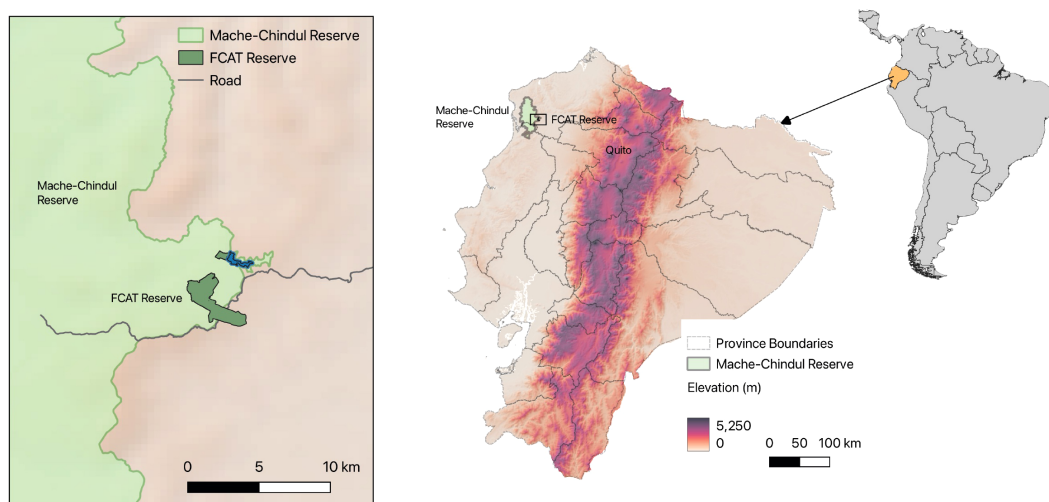 Mache-Chindul Reserve
FCAT Reserve
Road
Mache-Chindul
Reserve
FCAT Reserve
0 5 10 km
Mache-Chindul
Reserve
FCAT Reserve
Quito
Province Boundaries
Mache-Chindul Reserve
Elevation (m)
5,250
0
0 50 100 km